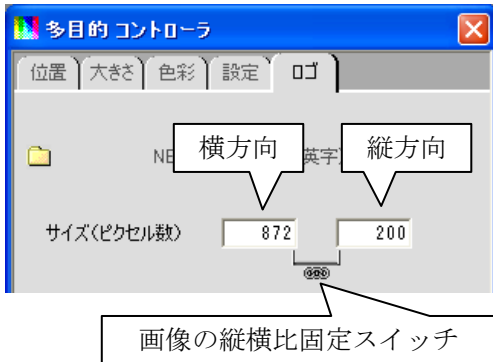 多目的 コントローラ
位置 大きさ 色彩 設定 ロゴ
横方向 縦方向
NE 英字
サイズ(ピクセル数) 872 200
画像の縦横比固定スイッチ